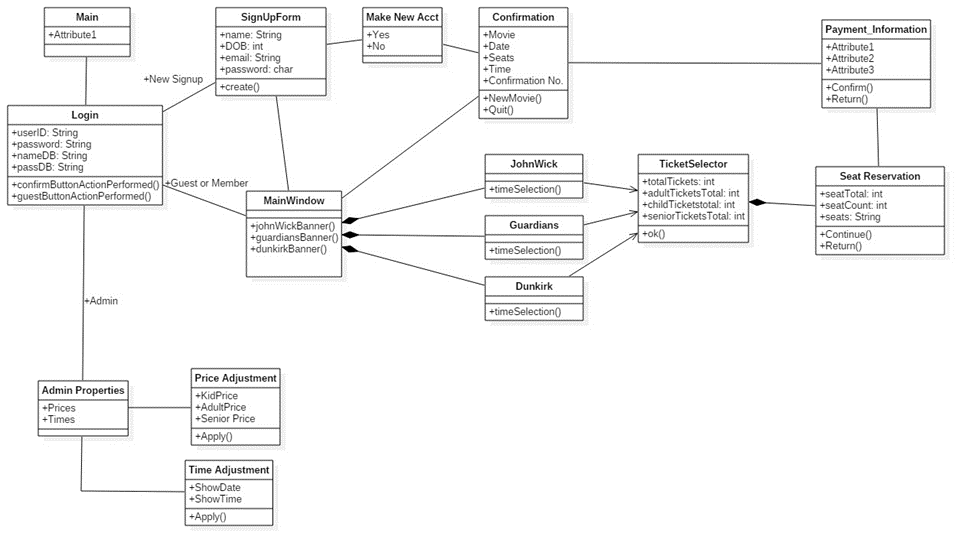 Main
+Attribute1
SignUpForm
+name: String
+DOB: int
+email: String
+password: char
+create()
Make New Acct
+Yes
+No
Confirmation
+Movie
+Date
+Seats
+Time
+Confirmation No.
+NewMovie()
+Quit()
Payment_Information
+Attribute1
+Attribute2
+Attribute3
+Confirm()
+Return()
+New Signup
Login
+userID: String
+password: String
+nameDB: String
+passDB: String
+confirmButtonActionPerformed()
+guestButtonActionPerformed()
+Guest or Member
MainWindow
+johnWickBanner()
+guardiansBanner()
+dunkirkBanner()
JohnWick
+timeSelection()
Guardians
+timeSelection()
Dunkirk
+timeSelection()
TicketSelector
+totalTickets: int
+adultTicketsTotal: int
+childTicketstotal: int
+seniorTicketsTotal: int
+ok()
Seat Reservation
+seatTotal: int
+seatCount: int
+seats: String
+Continue()
+Return()
+Admin
Admin Properties
+Prices
+Times
Price Adjustment
+KidPrice
+AdultPrice
+Senior Price
+Apply()
Time Adjustment
+ShowDate
+ShowTime
+Apply()